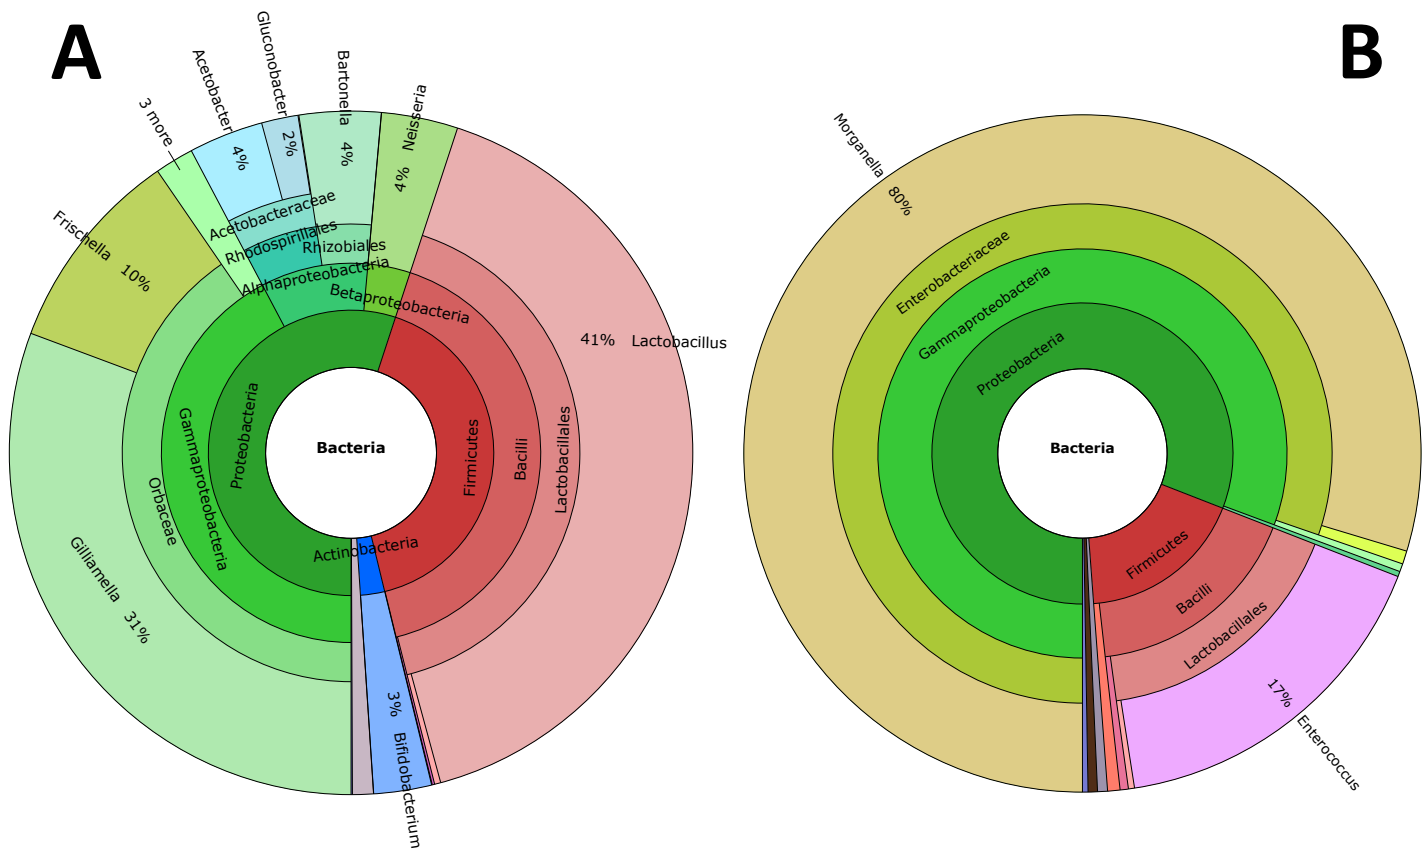 A
B
Gluconobacter
2%
Acetobacter
4%
Bartonella
4%
Neisseria
4%
3 more
Frischella 10%
Acetobacteraceae
Rhodospirillales
Rhizobiales
Alphaproteobacteria
Betaproteobacteria
41% Lactobacillus
Proteobacteria
Gammaproteobacteria
Orbaceae
Gilliamella 31%
Bacteria
Firmicutes
Bacilli
Lactobacillales
Actinobacteria
3% Bifidobacterium
Morganella 80%
Enterobacteriaceae
Gammaproteobacteria
Proteobacteria
Bacteria
Firmicutes
Bacilli
Lactobacillales
17% Enterococcus